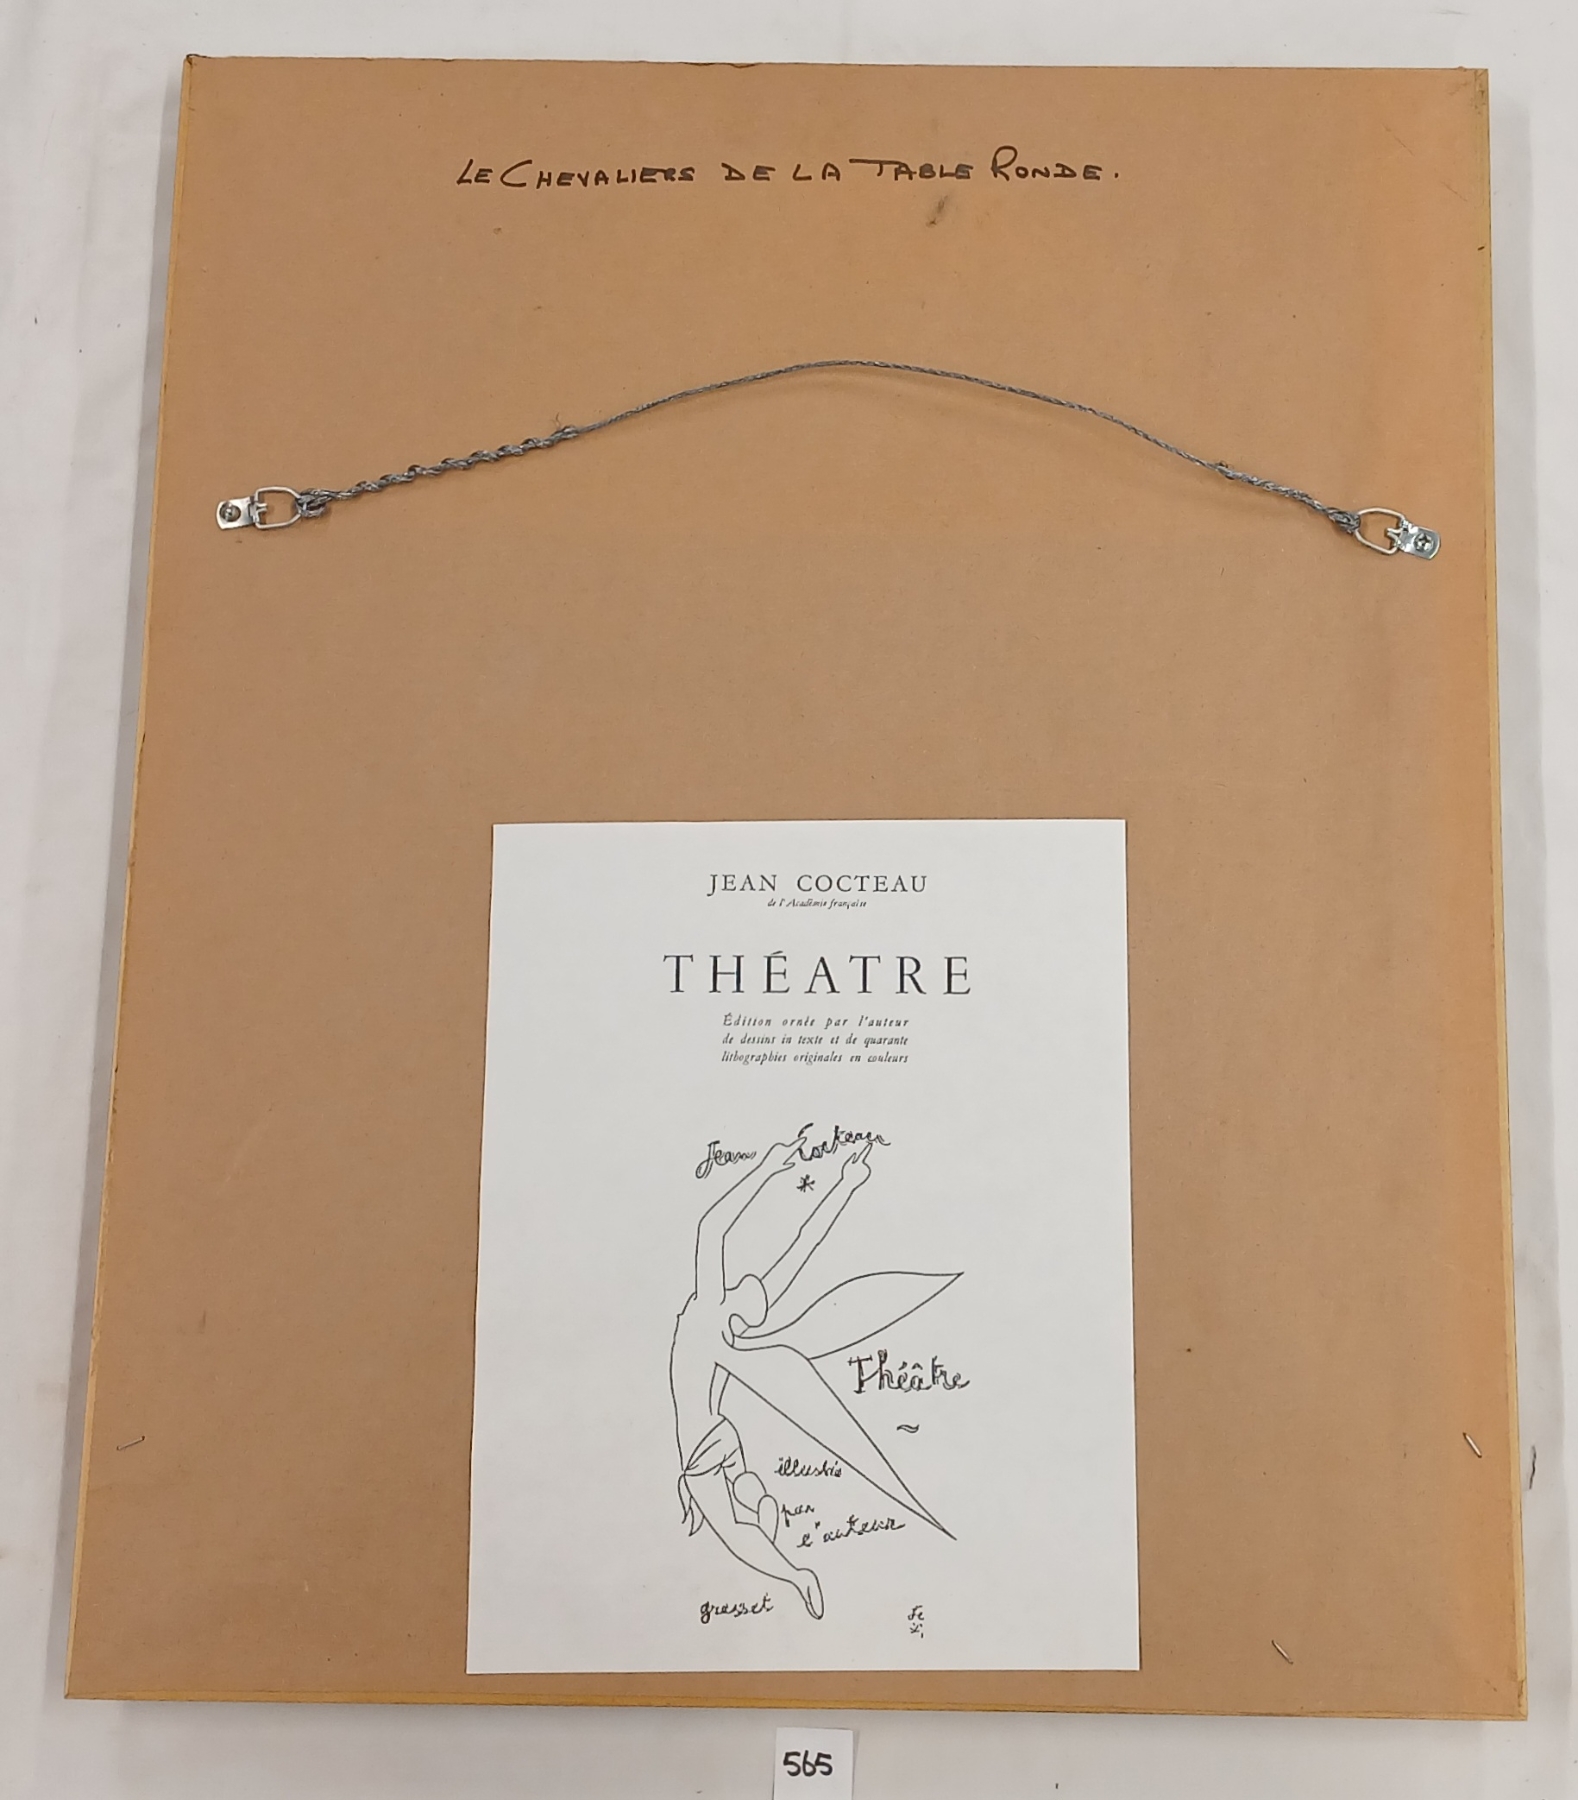 LE CHEVALIERS DE LA TABLE RONDE.
JEAN COCTEAU
de l'Académie française
THÉATRE
Édition ornée par l'auteur
de dessins in texte et de quarante
lithographies originales en couleurs
Jean Cocteau
*
Théâtre
~
illustré
par
l'auteur
grasset
565